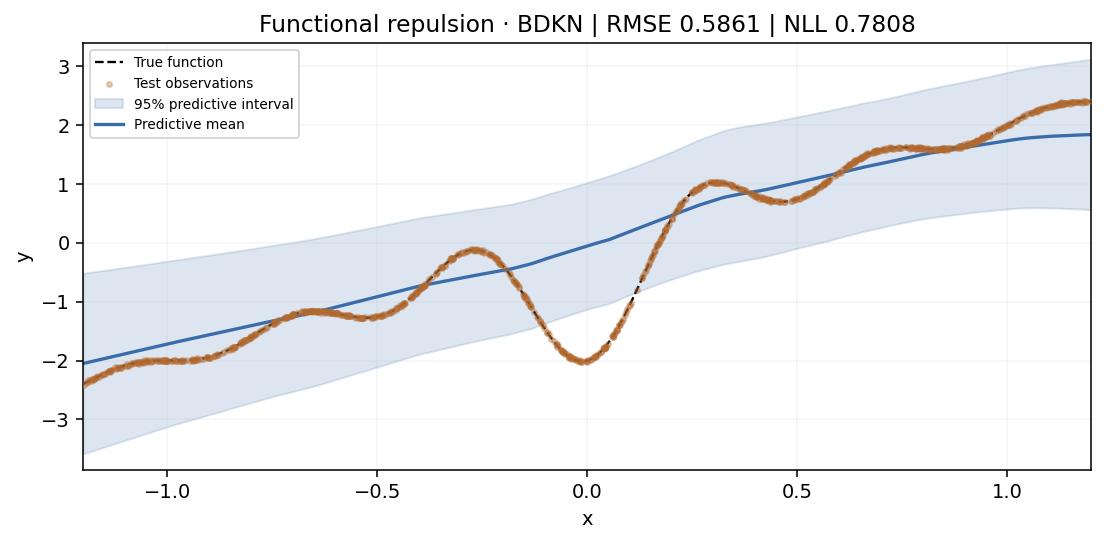 Functional repulsion · BDKN | RMSE 0.5861 | NLL 0.7808
True function
Test observations
95% predictive interval
Predictive mean
3
2
1
0
−1
−2
−3
y
−1.0 −0.5 0.0 0.5 1.0
x